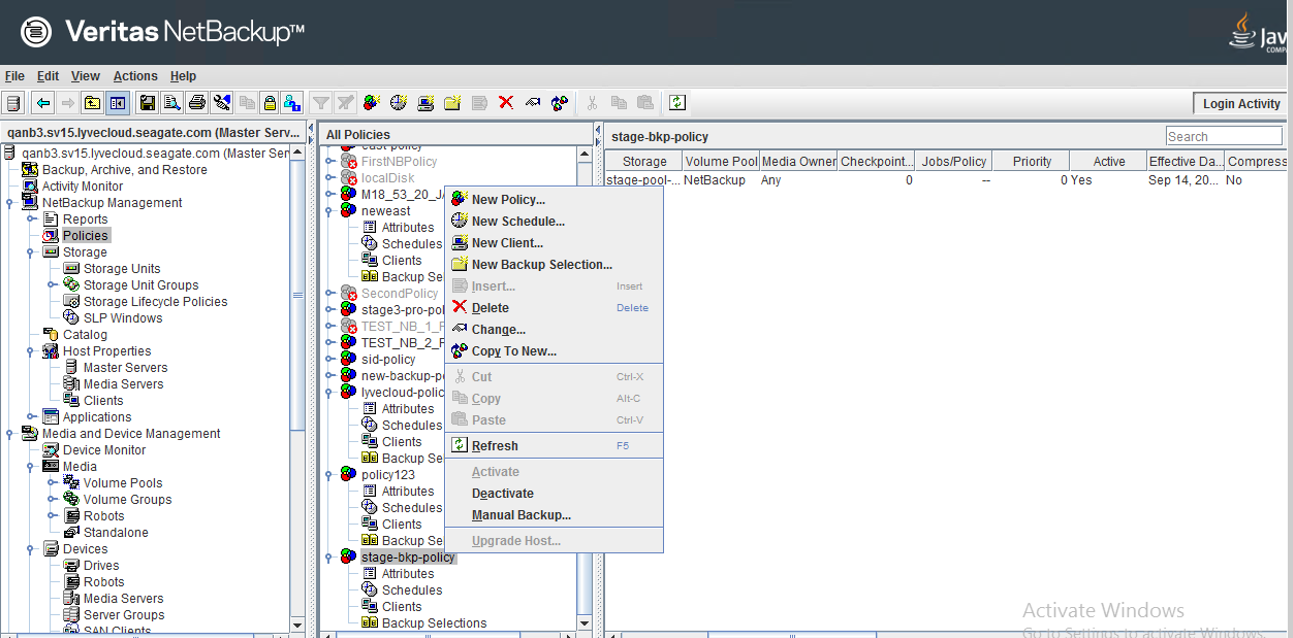 Veritas NetBackup™
Jav
File Edit View Actions Help
Login Activity
qanb3.sv15.lyvecloud.seagate.com (Master Serv...
qanb3.sv15.lyvecloud.seagate.com (Master Ser
Backup, Archive, and Restore
Activity Monitor
NetBackup Management
Reports
Policies
Storage
Storage Units
Storage Unit Groups
Storage Lifecycle Policies
SLP Windows
Catalog
Host Properties
Master Servers
Media Servers
Clients
Applications
Media and Device Management
Device Monitor
Media
Volume Pools
Volume Groups
Robots
Standalone
Devices
Drives
Robots
Media Servers
Server Groups
SAN Clients
All Policies
east-policy
FirstNBPolicy
localDisk
M18_53_20_J
neweast
Attributes
Schedules
Clients
Backup Se
SecondPolicy
stage3-pro-pol
TEST_NB_1_F
TEST_NB_2_F
sid-policy
new-backup-p
lyvecloud-polic
Attributes
Schedules
Clients
Backup Se
policy123
Attributes
Schedules
Clients
Backup Se
stage-bkp-policy
Attributes
Schedules
Clients
Backup Selections
New Policy...
New Schedule...
New Client...
New Backup Selection...
Insert... Insert
Delete Delete
Change...
Copy To New...
Cut Ctrl-X
Copy Alt-C
Paste Ctrl-V
Refresh F5
Activate
Deactivate
Manual Backup...
Upgrade Host...
stage-bkp-policy
Search
Storage Volume Pool Media Owner Checkpoint... Jobs/Policy Priority Active Effective Da... Compress
stage-pool-... NetBackup Any 0 -- 0 Yes Sep 14, 20... No
Activate Windows
Go to Settings to activate Windows.